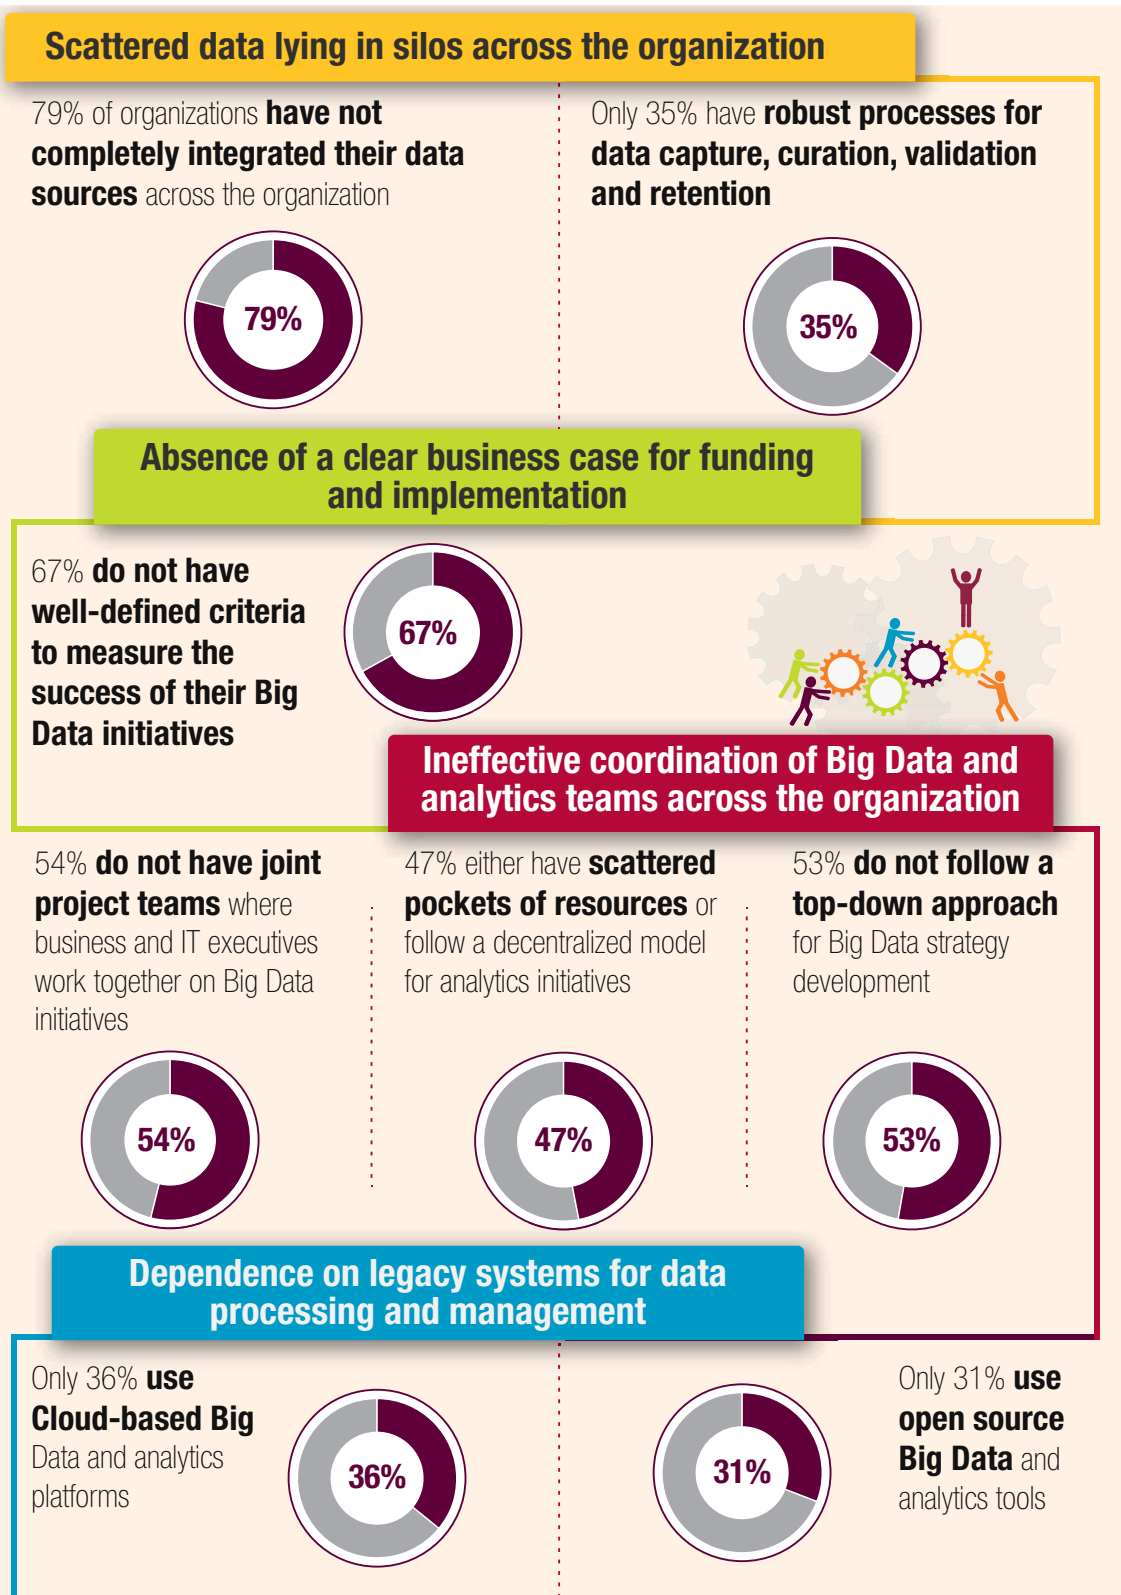 Scattered data lying in silos across the organization
79% of organizations have not
completely integrated their data
sources across the organization
79%
Only 35% have robust processes for
data capture, curation, validation
and retention
35%
Absence of a clear business case for funding
and implementation
67% do not have
well-defined criteria
to measure the
success of their Big
Data initiatives
67%
Ineffective coordination of Big Data and
analytics teams across the organization
54% do not have joint
project teams where
business and IT executives
work together on Big Data
initiatives
54%
47% either have scattered
pockets of resources or
follow a decentralized model
for analytics initiatives
47%
53% do not follow a
top-down approach
for Big Data strategy
development
53%
Dependence on legacy systems for data
processing and management
Only 36% use
Cloud-based Big
Data and analytics
platforms
36%
31%
Only 31% use
open source
Big Data and
analytics tools